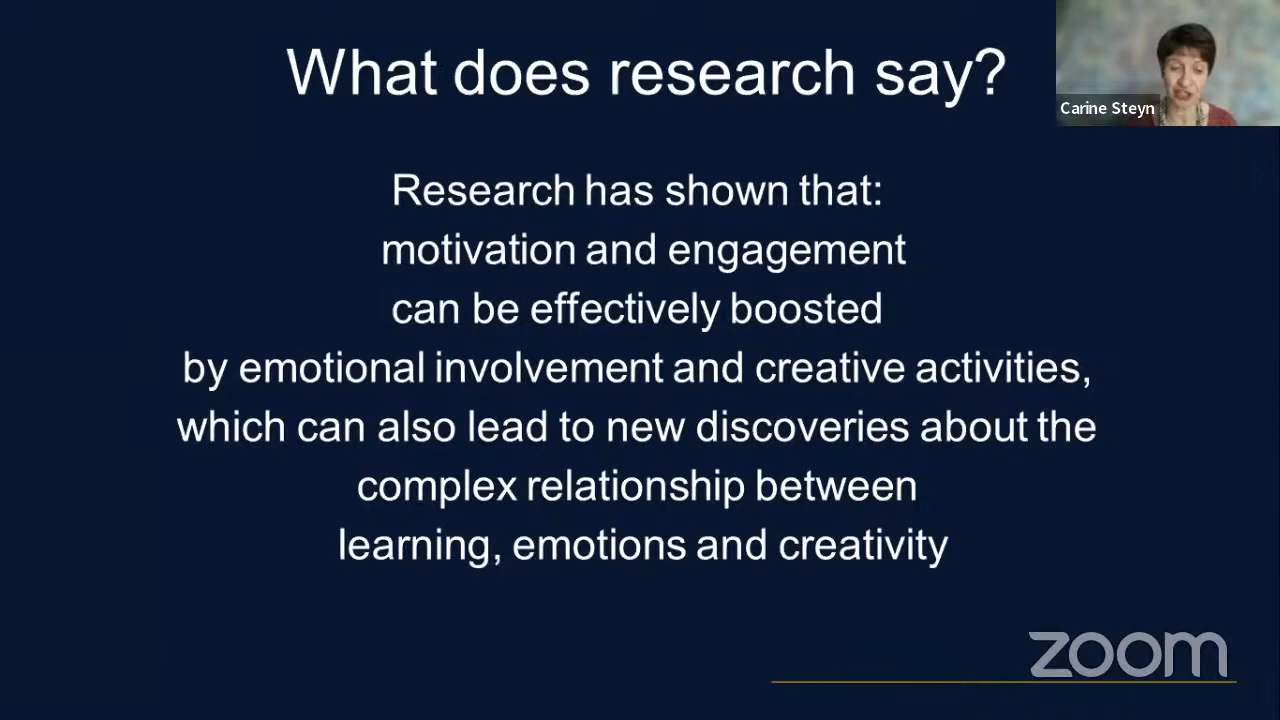 What does research say?
Carine Steyn
Research has shown that:
motivation and engagement
can be effectively boosted
by emotional involvement and creative activities,
which can also lead to new discoveries about the
complex relationship between
learning, emotions and creativity
zoom